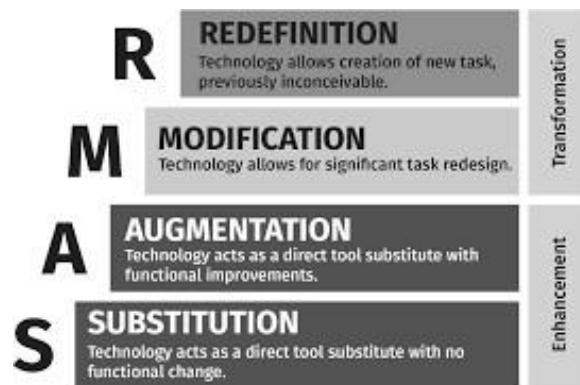 R
REDEFINITION
Technology allows creation of new task,
previously inconceivable.
M
MODIFICATION
Technology allows for significant task redesign.
Transformation
A
AUGMENTATION
Technology acts as a direct tool substitute with
functional improvements.
S
SUBSTITUTION
Technology acts as a direct tool substitute with no
functional change.
Enhancement